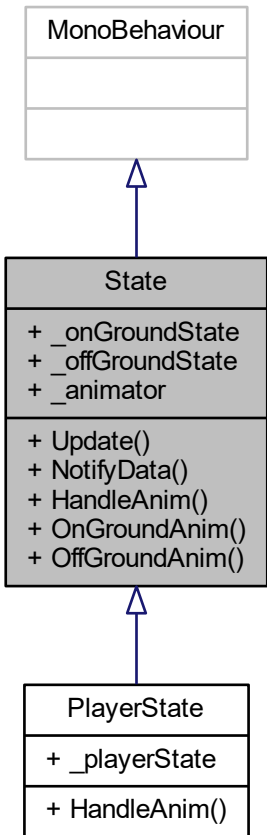 MonoBehaviour
State
+ _onGroundState
+ _offGroundState
+ _animator
+ Update()
+ NotifyData()
+ HandleAnim()
+ OnGroundAnim()
+ OffGroundAnim()
PlayerState
+ _playerState
+ HandleAnim()